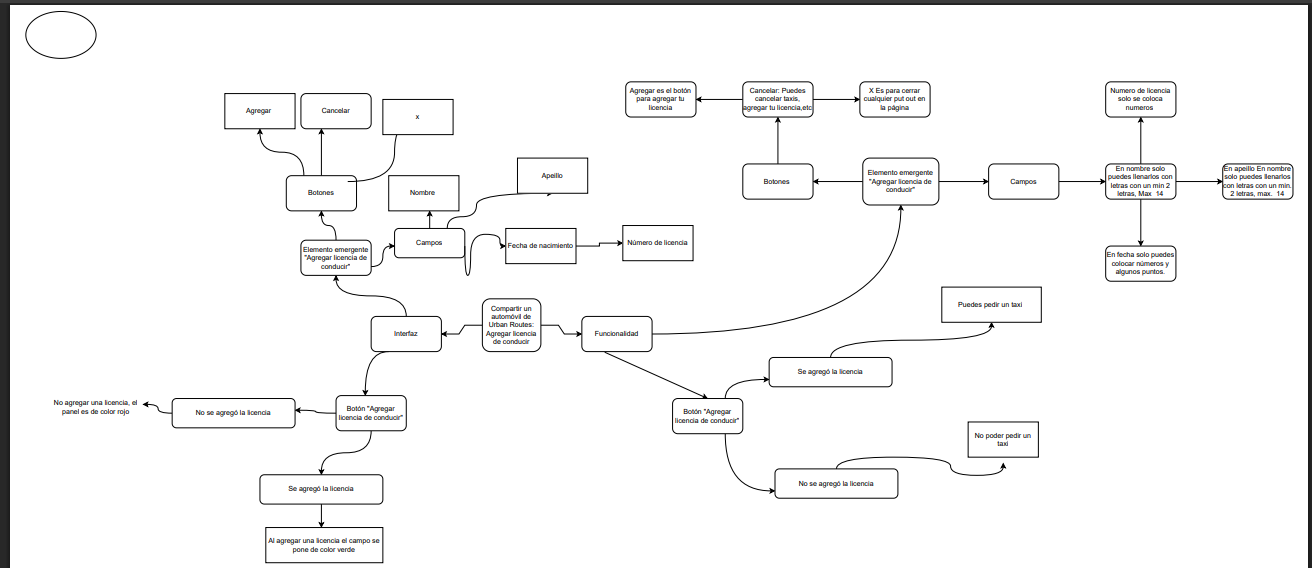 Agregar
Cancelar
x
Agregar es el botón
para agregar tu
licencia
Cancelar: Puedes
cancelar taxis,
agregar tu licencia,etc
X Es para cerrar
cualquier put out en
la página
Numero de licencia
solo se coloca
numeros
Botones
Nombre
Apeillo
Botones
Elemento emergente
"Agregar licencia de
conducir"
Campos
En nombre solo
puedes llenarlos con
letras con un min 2
letras, Max 14
En apeillo En nombre
solo puedes llenarlos
con letras con un min.
2 letras, max. 14
Elemento emergente
"Agregar licencia de
conducir"
Campos
Fecha de nacimiento
Número de licencia
En fecha solo puedes
colocar números y
algunos puntos.
Interfaz
Compartir un
automóvil de
Urban Routes:
Agregar licencia
de conducir
Funcionalidad
Puedes pedir un taxi
Se agregó la licencia
No agregar una licencia, el
panel es de color rojo
No se agregó la licencia
Botón "Agregar
licencia de conducir"
Botón "Agregar
licencia de conducir"
No poder pedir un
taxi
Se agregó la licencia
No se agregó la licencia
Al agregar una licencia el campo se
pone de color verde